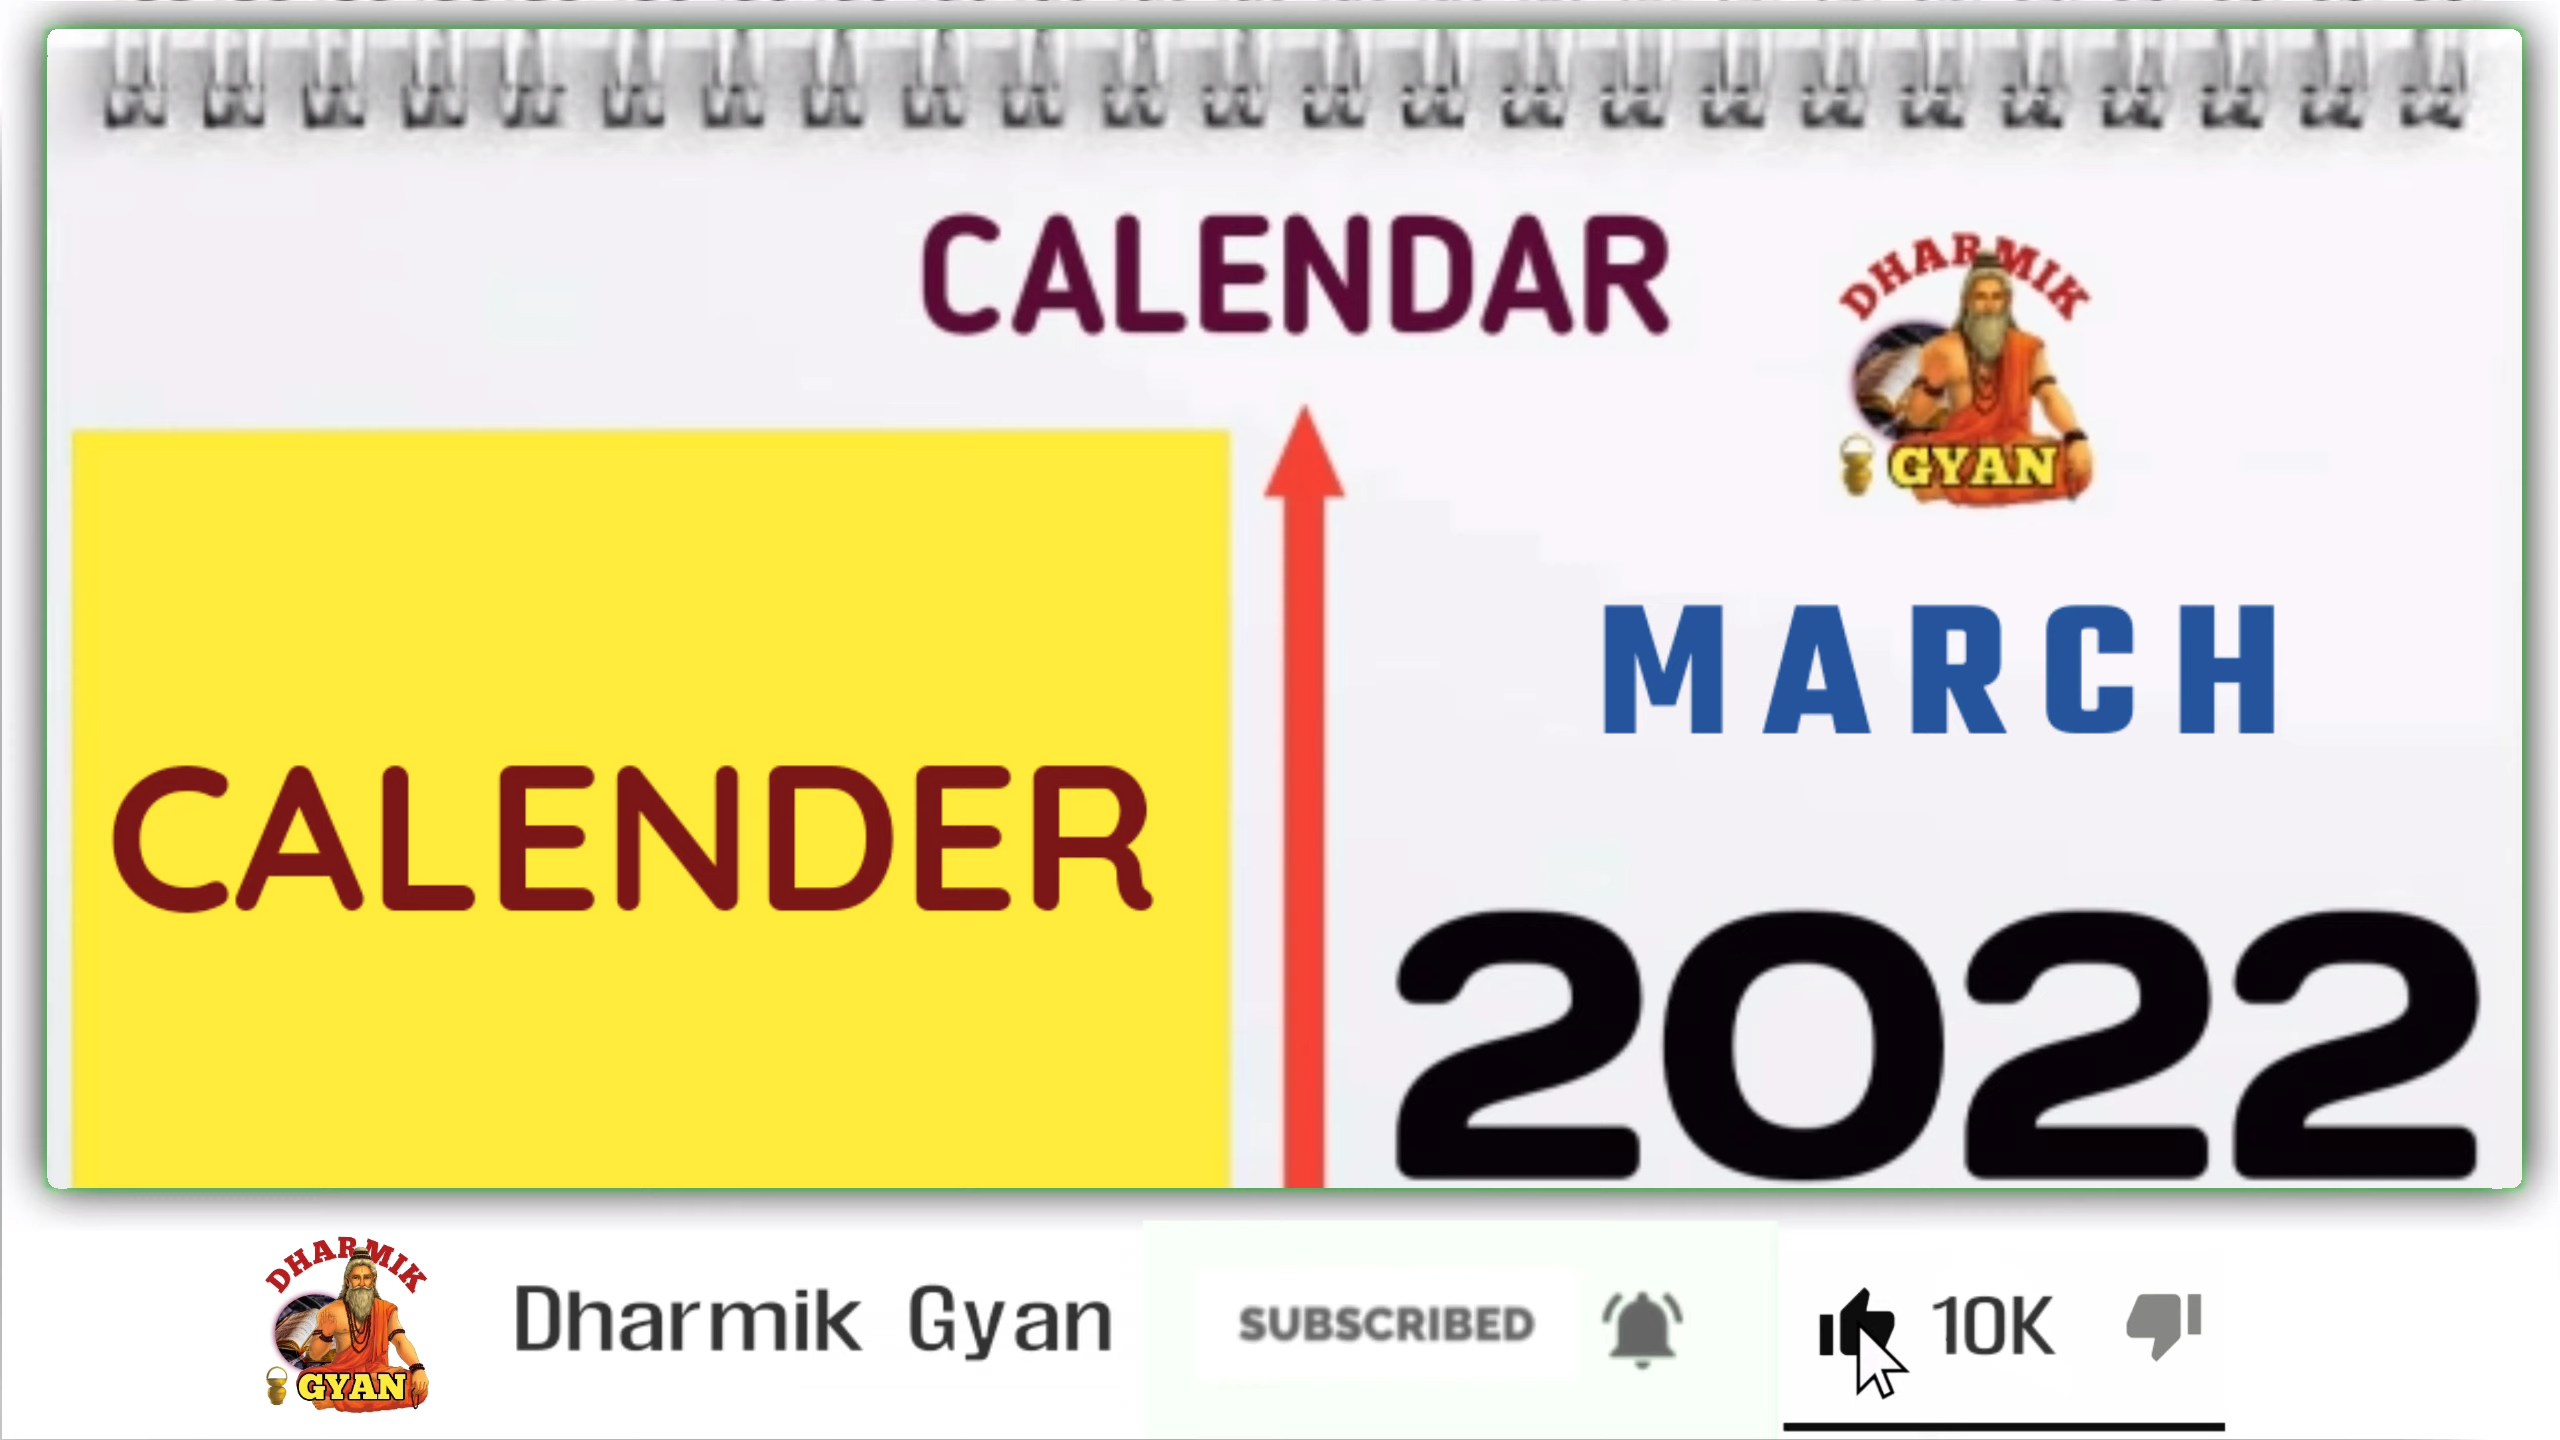 CALENDAR
DHARMIK
GYAN
MARCH
CALENDER
2022
DHARMIK
GYAN
Dharmik Gyan
SUBSCRIBED
10K